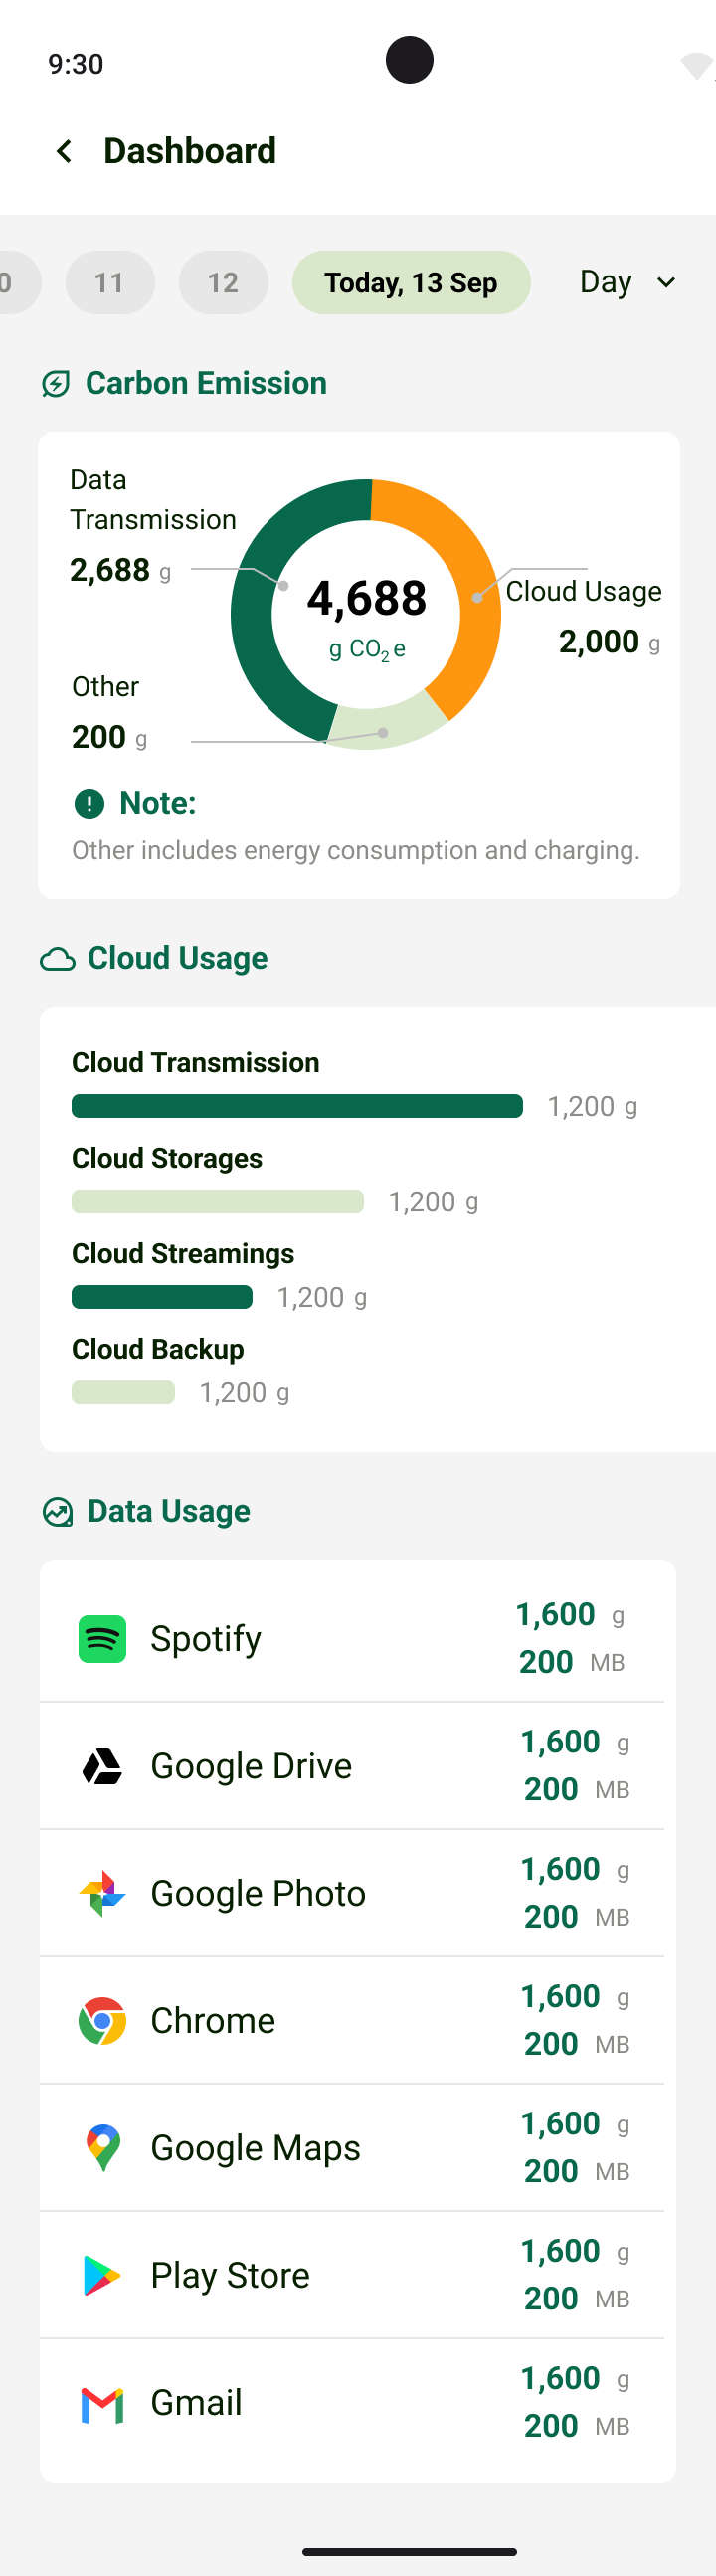 9:30
Dashboard
0
11
12
Today, 13 Sep
Day
Carbon Emission
Data
Transmission
2,688 g
4,688
g CO2 e
Cloud Usage
2,000 g
Other
200 g
Note:
Other includes energy consumption and charging.
Cloud Usage
Cloud Transmission
1,200 g
Cloud Storages
1,200 g
Cloud Streamings
1,200 g
Cloud Backup
1,200 g
Data Usage
Spotify
1,600 g
200 MB
Google Drive
1,600 g
200 MB
Google Photo
1,600 g
200 MB
Chrome
1,600 g
200 MB
Google Maps
1,600 g
200 MB
Play Store
1,600 g
200 MB
Gmail
1,600 g
200 MB